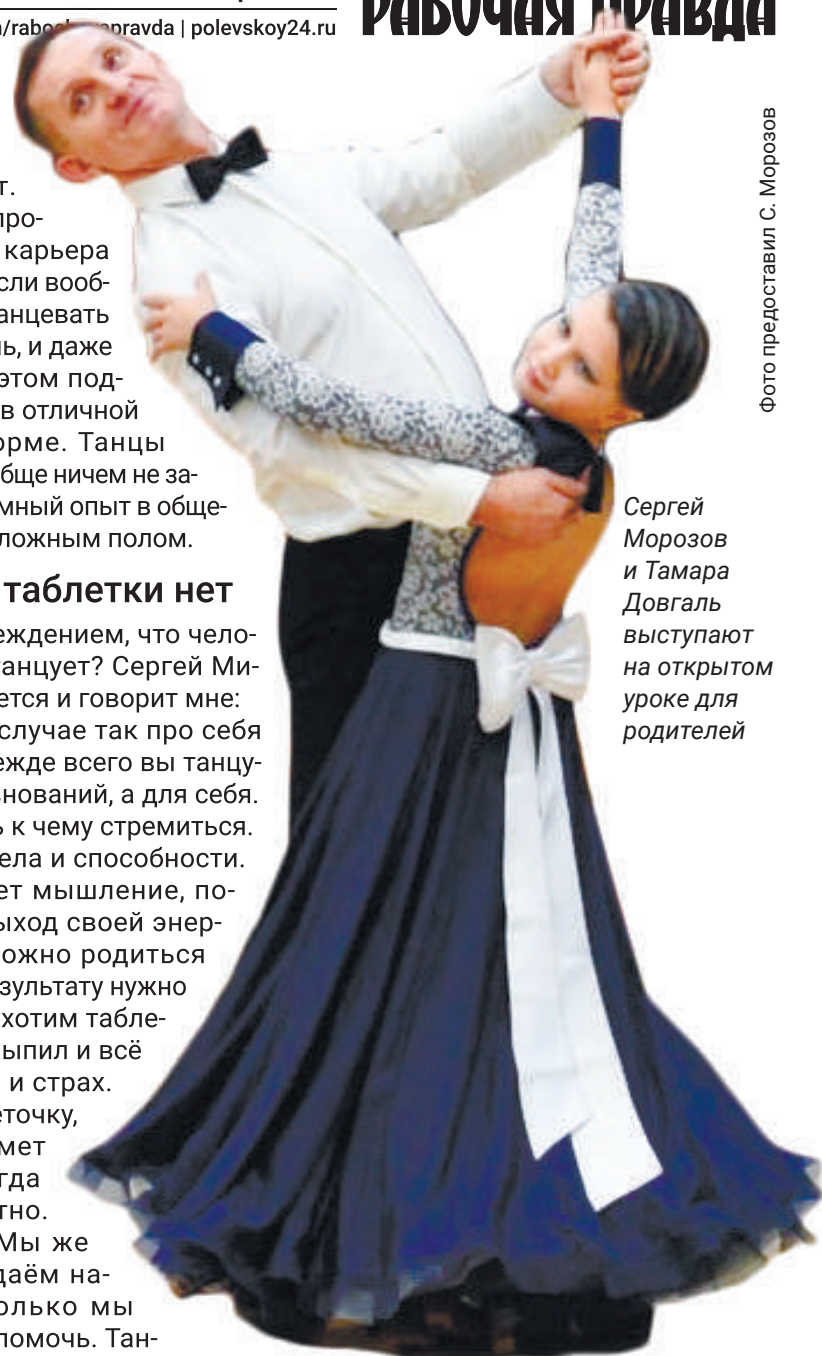 polevskoy24.ru
РАБОЧАЯ ПРАВДА
т.
про-
карьера
сли вооб-
анцевать
ь, и даже
этом под-
в отличной
орме. Танцы
бще ничем не за-
мный опыт в обще-
ложным полом.
таблетки нет
еждением, что чело-
танцует? Сергей Ми-
ется и говорит мне:
случае так про себя
ежде всего вы танцу-
нований, а для себя.
ь к чему стремиться.
ела и способности.
ет мышление, по-
ыход своей энер-
ожно родиться
зультату нужно
хотим табле-
ыпил и всё
и страх.
еточку,
мет
гда
тно.
Мы же
даём на-
олько мы
помочь. Тан-
Фото предоставил С. Морозов
Сергей
Морозов
и Тамара
Довгаль
выступают
на открытом
уроке для
родителей